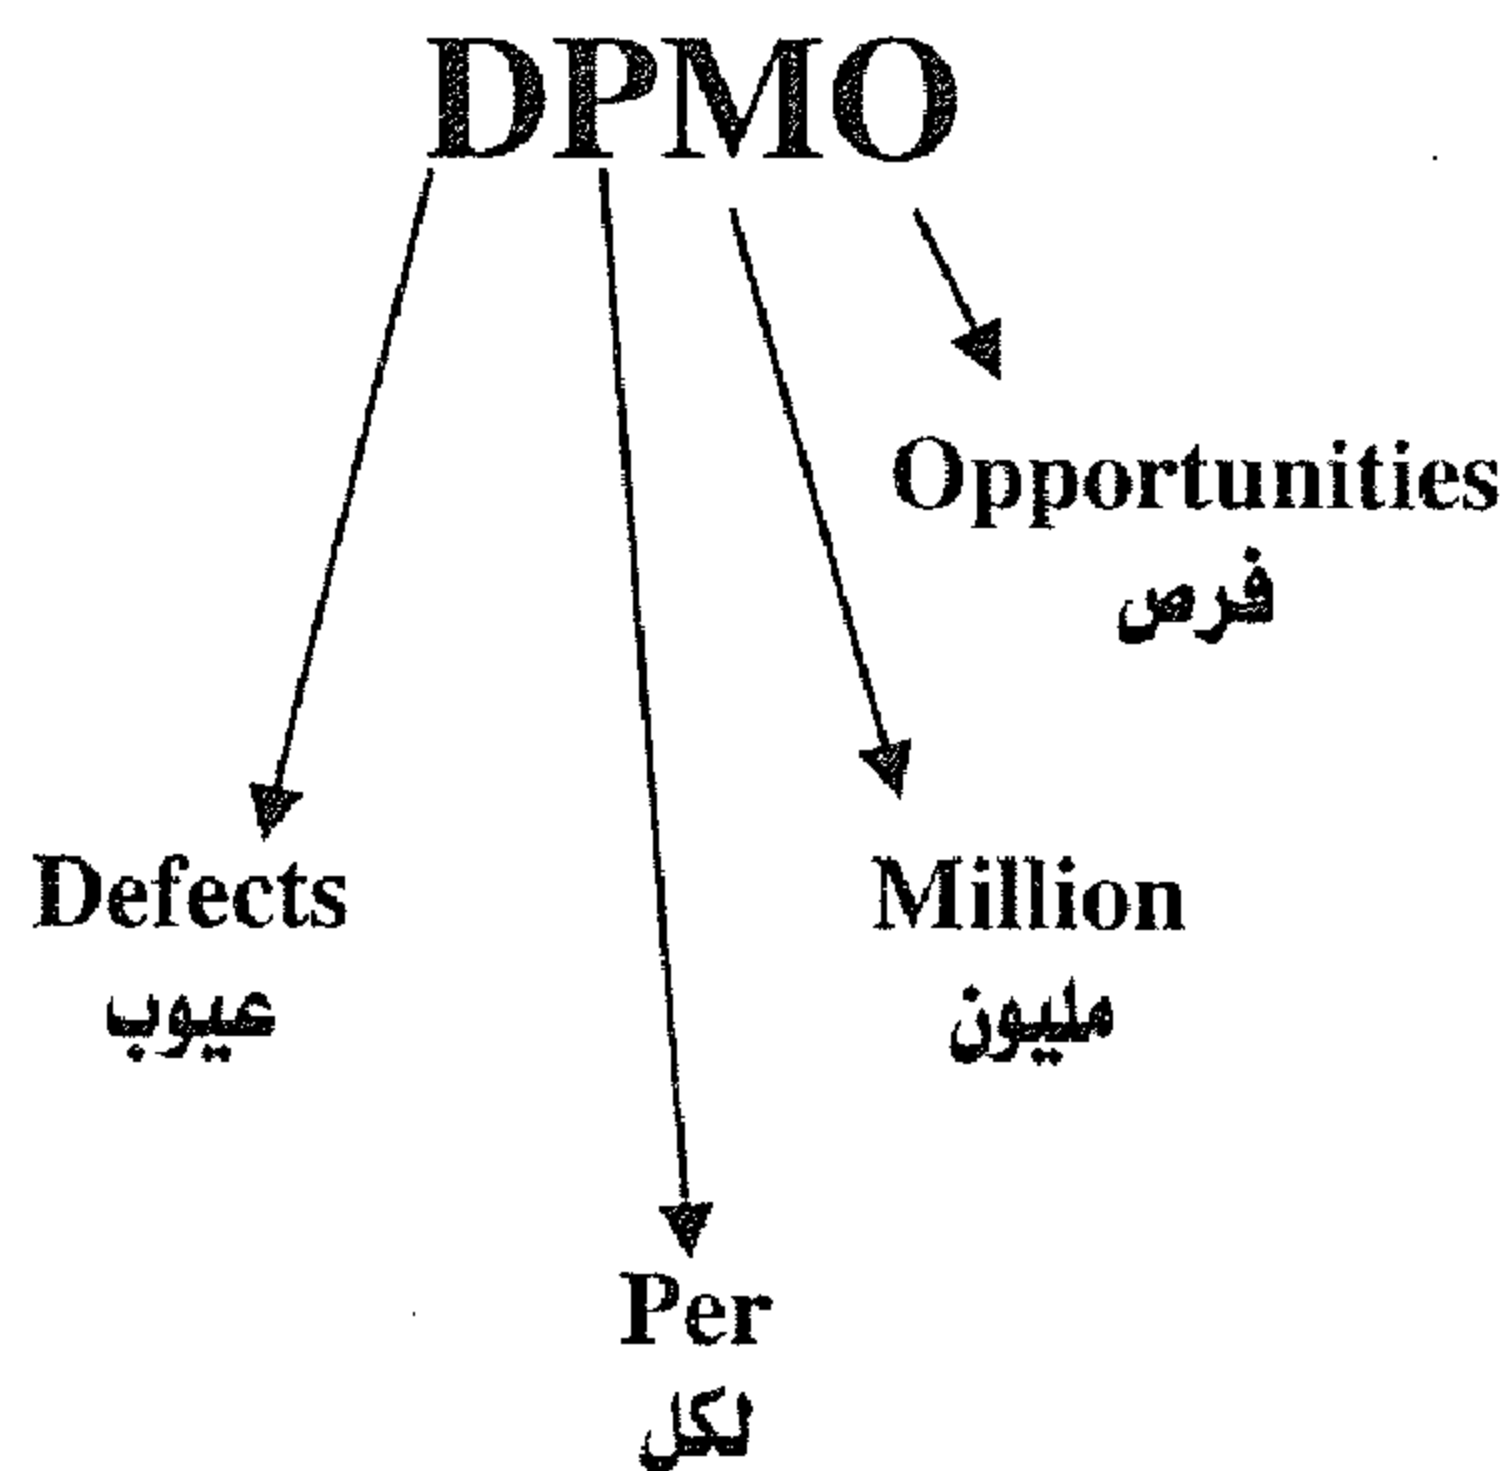 DPMO
Opportunities
فرص
Defects
عيوب
Million
مليون
Per
لكل